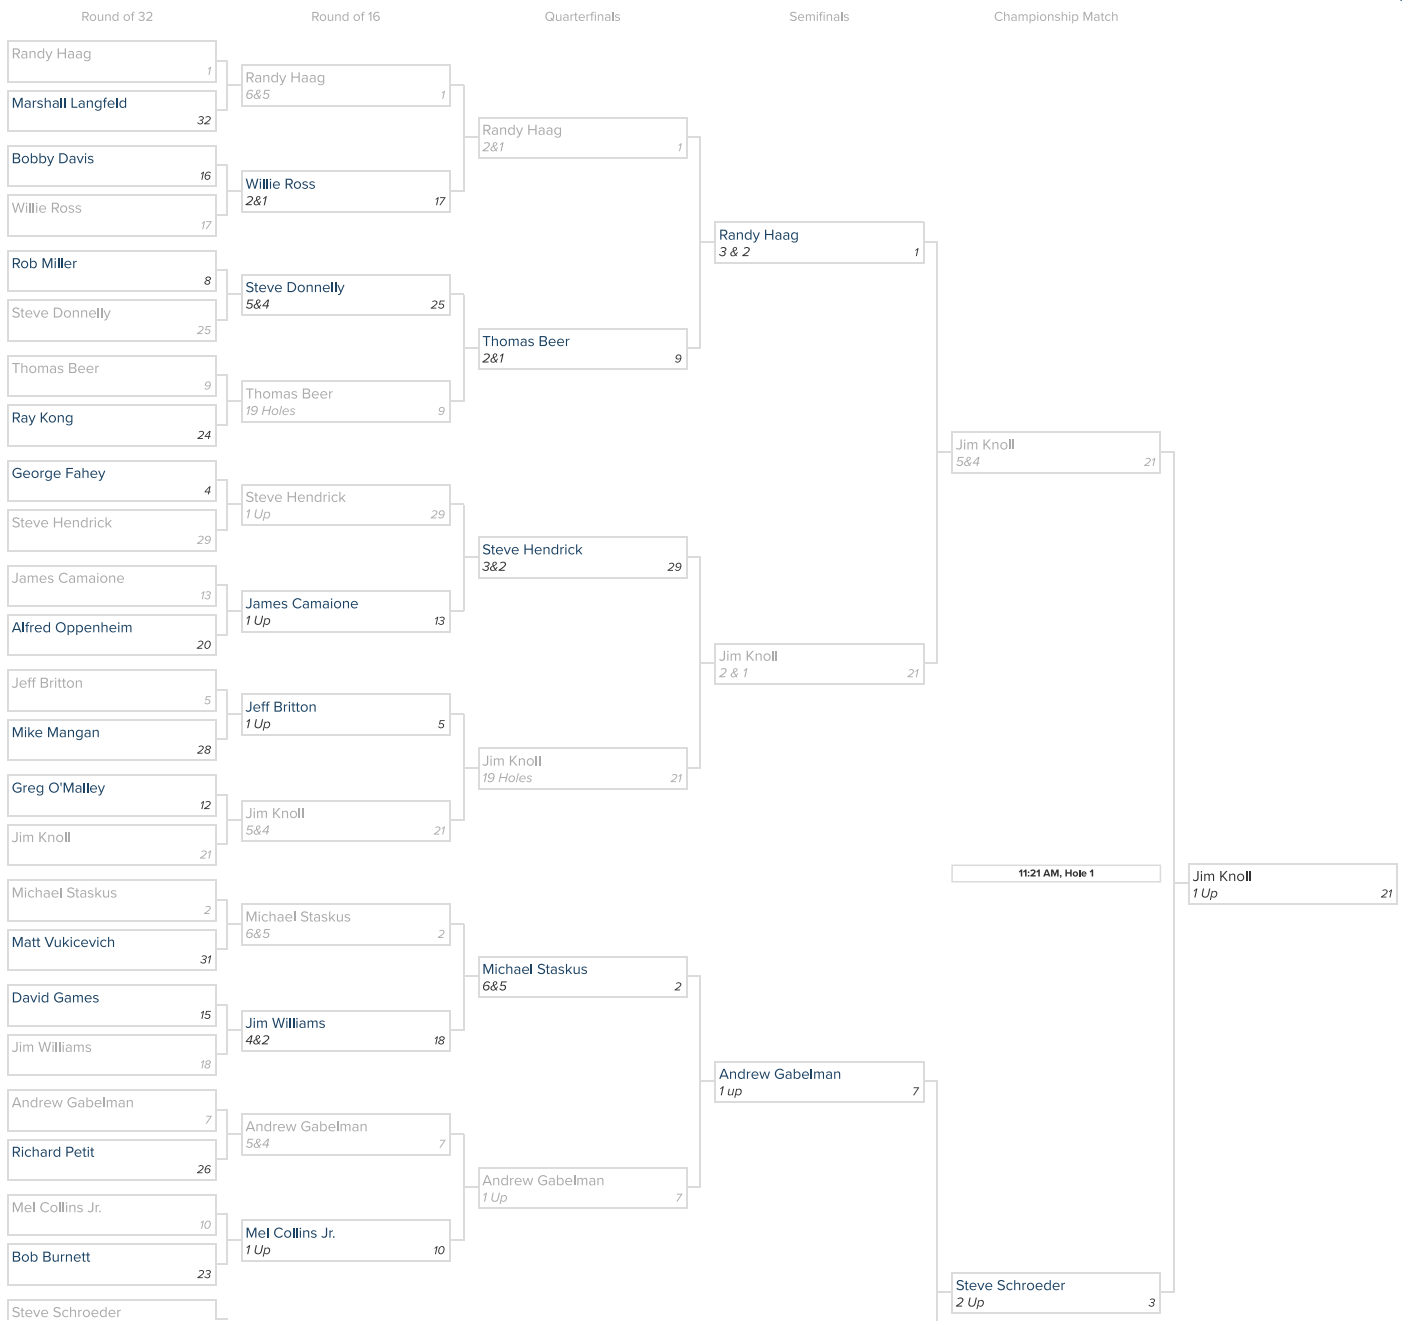 Round of 32
Round of 16
Quarterfinals
Semifinals
Championship Match
Randy Haag
1
Marshall Langfeld
32
Bobby Davis
16
Willie Ross
17
Rob Miller
8
Steve Donnelly
25
Thomas Beer
9
Ray Kong
24
George Fahey
4
Steve Hendrick
29
James Camaione
13
Alfred Oppenheim
20
Jeff Britton
5
Mike Mangan
28
Greg O'Malley
12
Jim Knoll
21
Michael Staskus
2
Matt Vukicevich
31
David Games
15
Jim Williams
18
Andrew Gabelman
7
Richard Petit
26
Mel Collins Jr.
10
Bob Burnett
23
Steve Schroeder
Randy Haag
6&5 1
Willie Ross
2&1 17
Steve Donnelly
5&4 25
Thomas Beer
19 Holes 9
Steve Hendrick
1 Up 29
James Camaione
1 Up 13
Jeff Britton
1 Up 5
Jim Knoll
5&4 21
Michael Staskus
6&5 2
Jim Williams
4&2 18
Andrew Gabelman
5&4 7
Mel Collins Jr.
1 Up 10
Randy Haag
2&1 1
Thomas Beer
2&1 9
Steve Hendrick
3&2 29
Jim Knoll
19 Holes 21
Michael Staskus
6&5 2
Andrew Gabelman
1 Up 7
Randy Haag
3 & 2 1
Jim Knoll
2 & 1 21
Andrew Gabelman
1 up 7
Jim Knoll
5&4 21
11:21 AM, Hole 1
Steve Schroeder
2 Up 3
Jim Knoll
1 Up 21